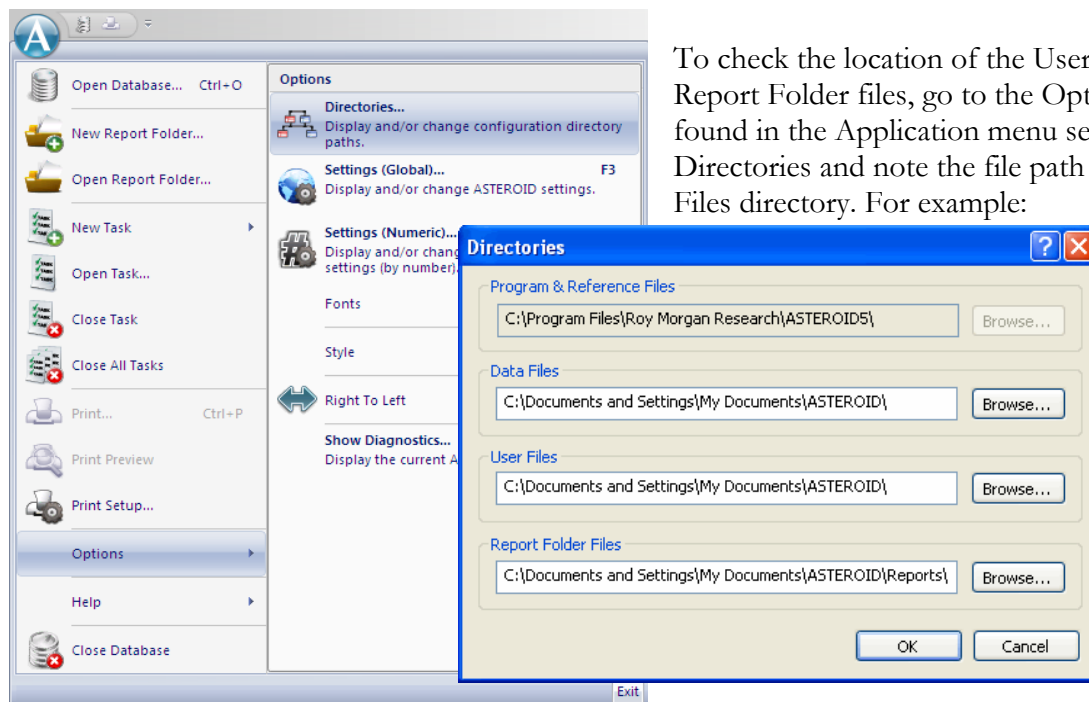 Open Database... Ctrl+O
New Report Folder...
Open Report Folder...
New Task
Open Task...
Close Task
Close All Tasks
Print... Ctrl+P
Print Preview
Print Setup...
Options
Help
Close Database
Options
Directories...
Display and/or change configuration directory
paths.
Settings (Global)... F3
Display and/or change ASTEROID settings.
Settings (Numeric)...
Display and/or chang
settings (by number).
Fonts
Style
Right To Left
Show Diagnostics...
Display the current A
Exit
To check the location of the User
Report Folder files, go to the Opt
found in the Application menu se
Directories and note the file path
Files directory. For example:
Directories
Program & Reference Files
C:\Program Files\Roy Morgan Research\ASTEROID5\ Browse...
Data Files
C:\Documents and Settings\My Documents\ASTEROID\ Browse...
User Files
C:\Documents and Settings\My Documents\ASTEROID\ Browse...
Report Folder Files
C:\Documents and Settings\My Documents\ASTEROID\Reports\ Browse...
OK Cancel